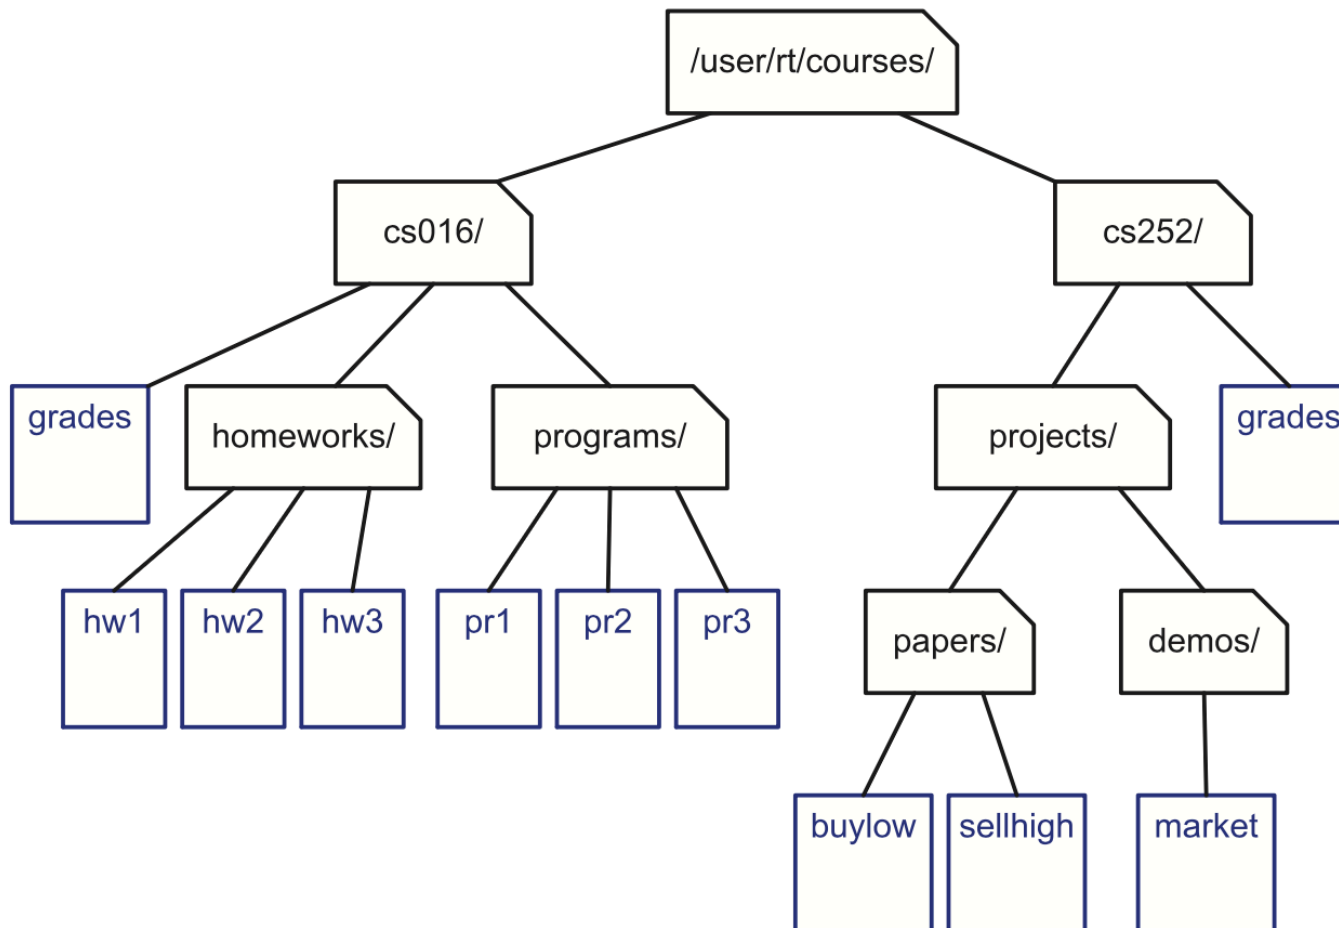 /user/rt/courses/
cs016/
cs252/
grades
homeworks/
programs/
projects/
grades
hw1
hw2
hw3
pr1
pr2
pr3
papers/
demos/
buylow
sellhigh
market